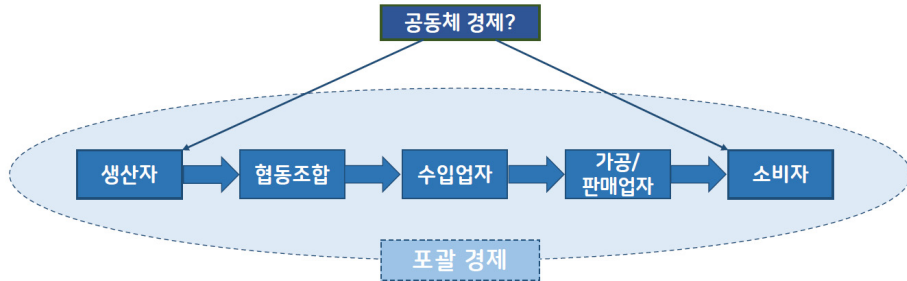 공동체 경제?
생산자
협동조합
수입업자
가공/
판매업자
소비자
포괄 경제